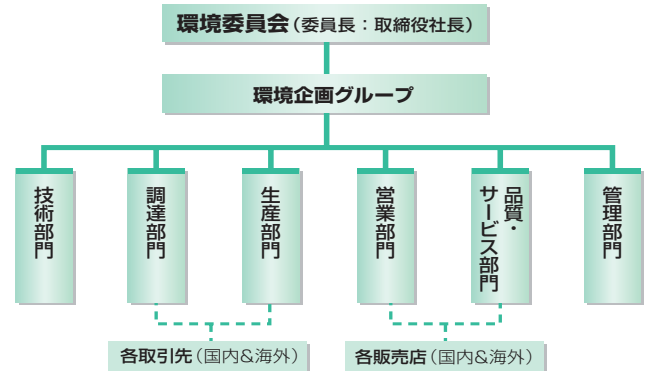 環境委員会(委員長:取締役社長)
環境企画グループ
技術部門
調達部門
生産部門
営業部門
品質・
サービス部門
管理部門
各取引先(国内&海外)
各販売店(国内&海外)